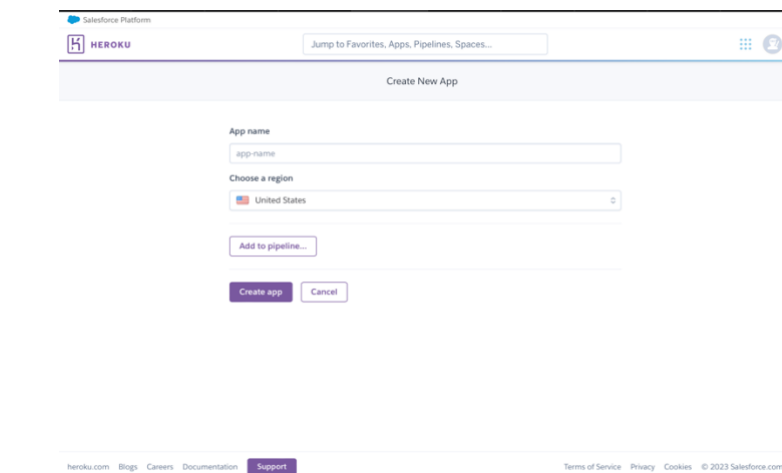 Salesforce Platform
HEROKU
Jump to Favorites, Apps, Pipelines, Spaces...
Create New App
App name
app-name
Choose a region
United States
Add to pipeline...
Create app Cancel
heroku.com Blogs Careers Documentation Support Terms of Service Privacy Cookies © 2023 Salesforce.com